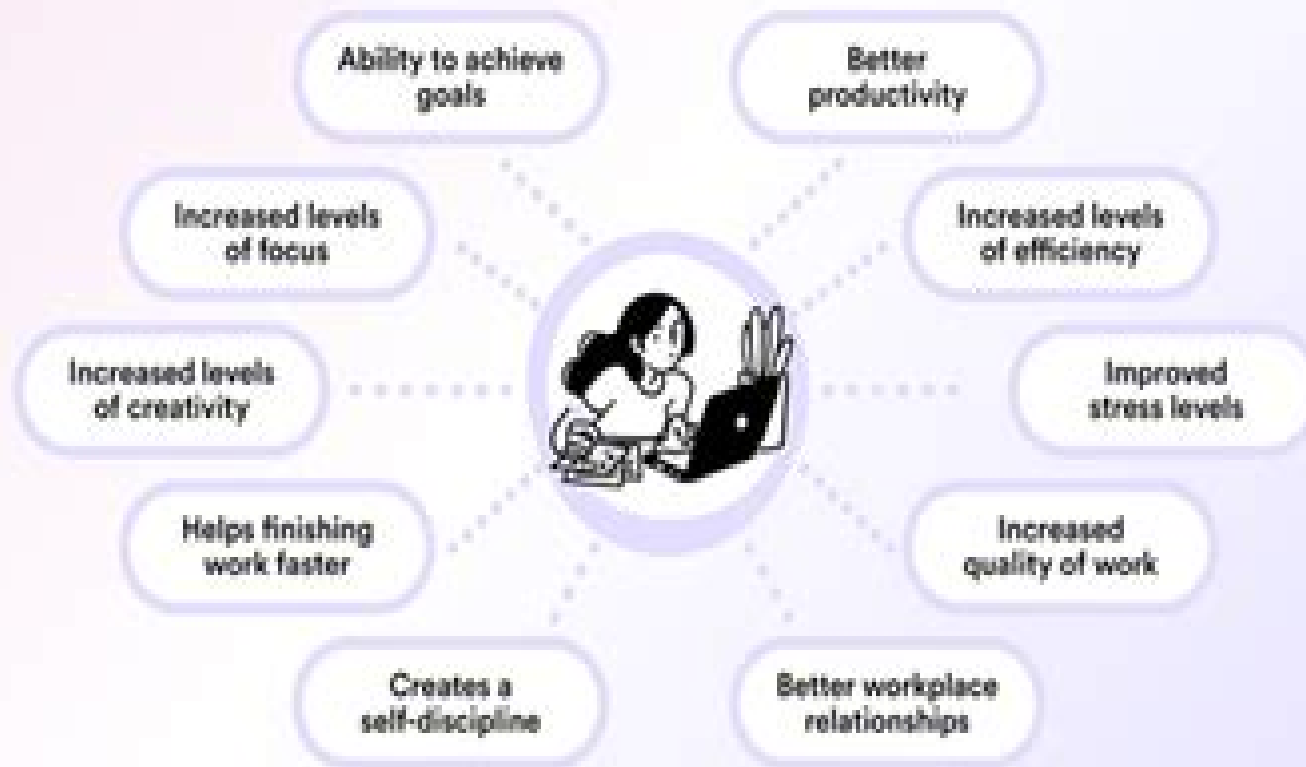 Ability to achieve
goals
Better
productivity
Increased levels
of focus
Increased levels
of efficiency
Increased levels
of creativity
Improved
stress levels
Helps finishing
work faster
Increased
quality of work
Creates a
self-discipline
Better workplace
relationships